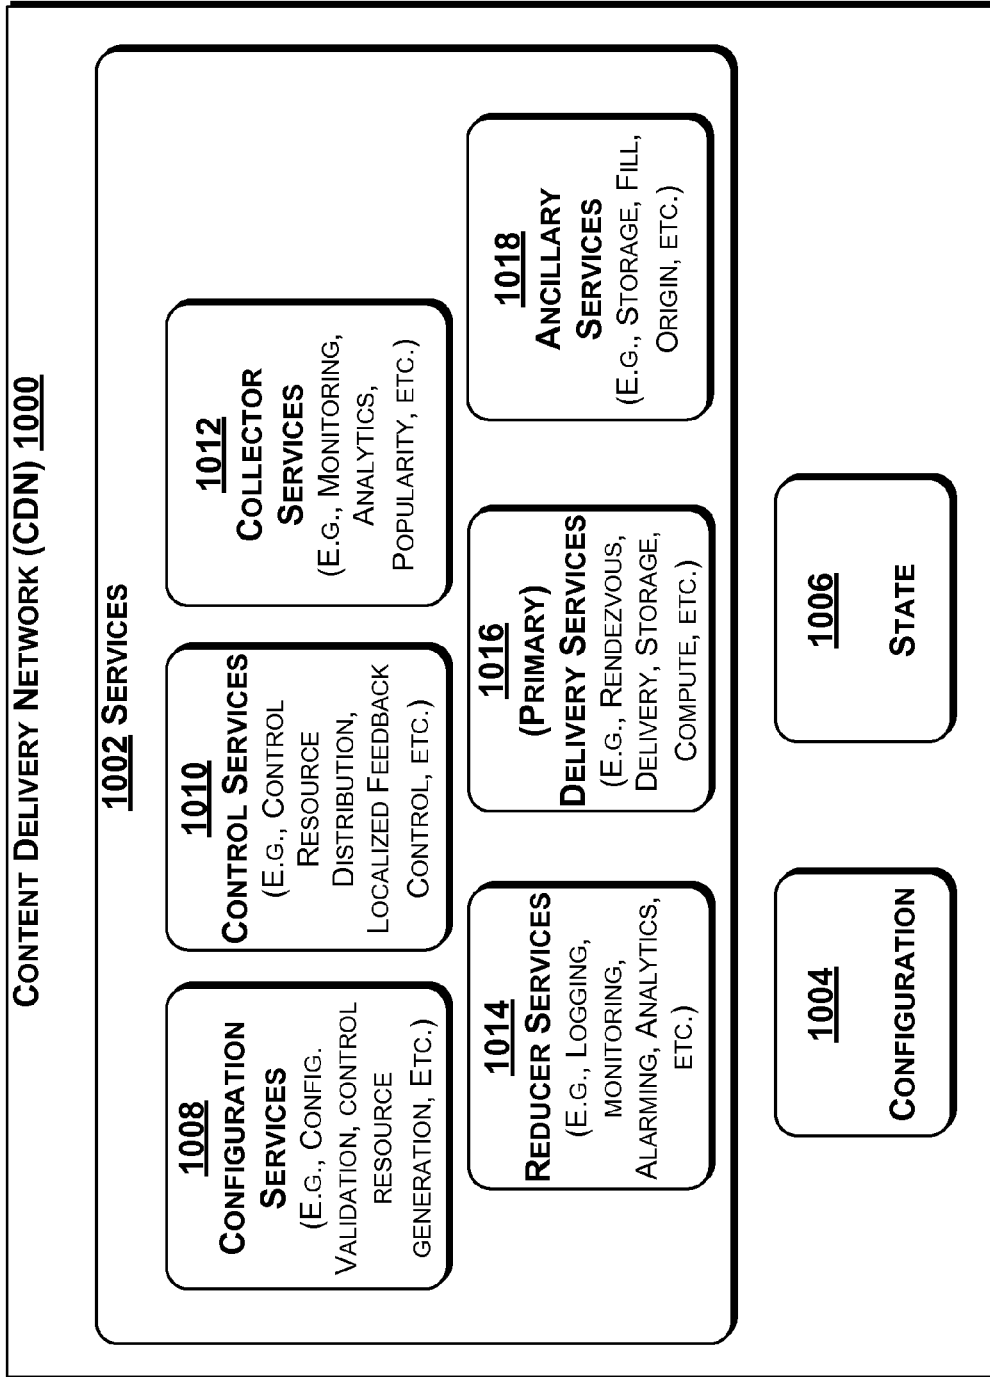 CONTENT DELIVERY NETWORK (CDN) 1000
1002 SERVICES
1008
CONFIGURATION
SERVICES
(E.G., CONFIG.
VALIDATION, CONTROL
RESOURCE
GENERATION, ETC.)
1010
CONTROL SERVICES
(E.G., CONTROL
RESOURCE
DISTRIBUTION,
LOCALIZED FEEDBACK
CONTROL, ETC.)
1012
COLLECTOR
SERVICES
(E.G., MONITORING,
ANALYTICS,
POPULARITY, ETC.)
1014
REDUCER SERVICES
(E.G., LOGGING,
MONITORING,
ALARMING, ANALYTICS,
ETC.)
1016
(PRIMARY)
DELIVERY SERVICES
(E.G., RENDEZVOUS,
DELIVERY, STORAGE,
COMPUTE, ETC.)
1018
ANCILLARY
SERVICES
(E.G., STORAGE, FILL,
ORIGIN, ETC.)
1004
CONFIGURATION
1006
STATE